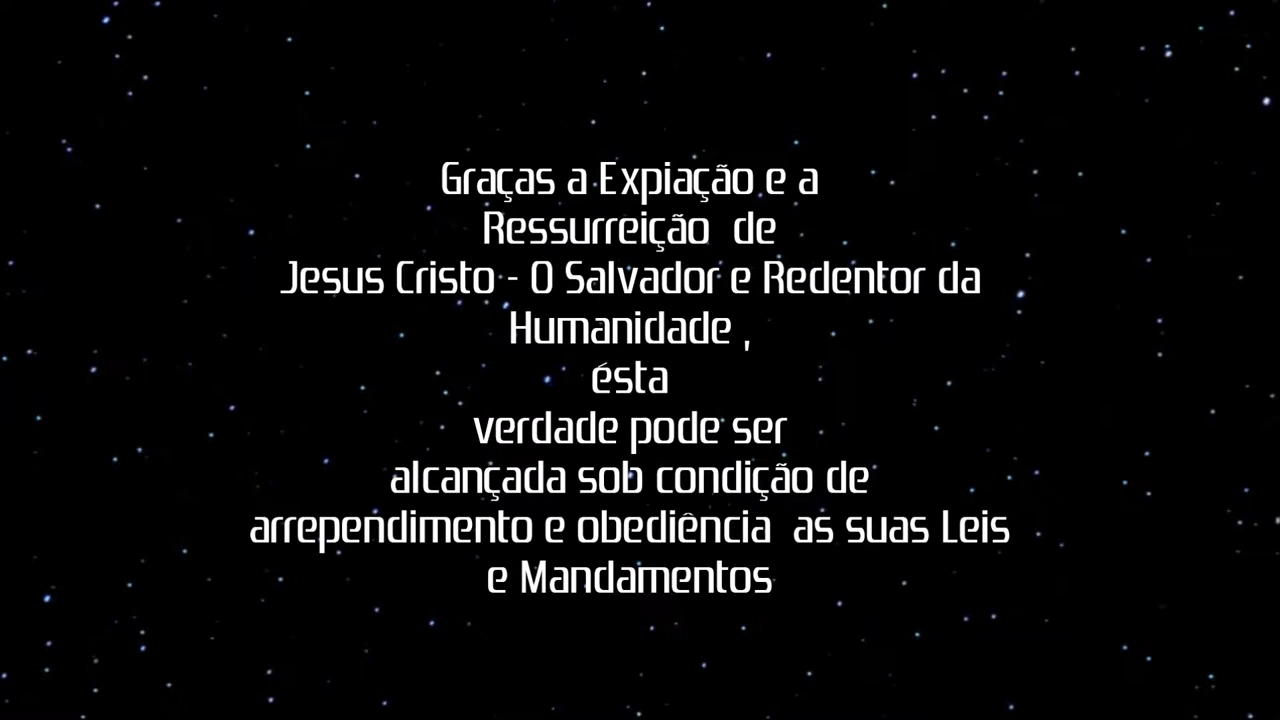 Graças a Expiação e a
Ressurreição de
Jesus Cristo - O Salvador e Redentor da
Humanidade ,
ésta
verdade pode ser
alcançada sob condição de
arrependimento e obediência as suas Leis
e Mandamentos